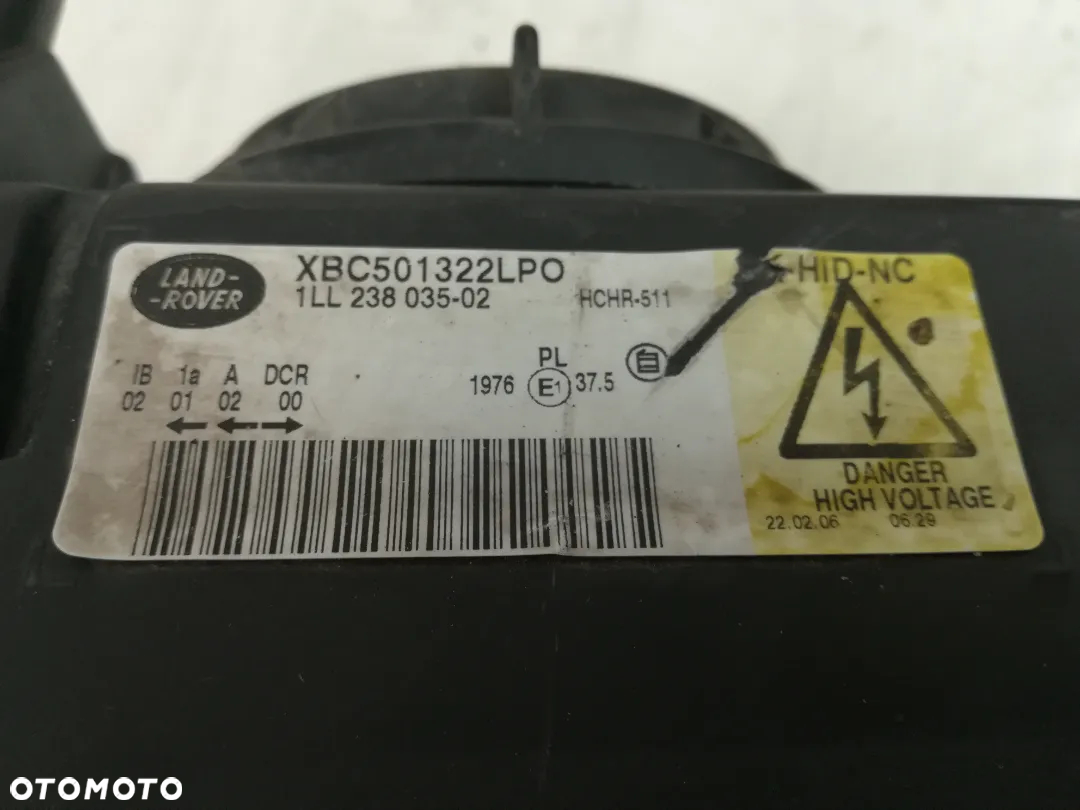 LAND-
-ROVER
XBC501322LPO
1LL 238 035-02
HCHR-511
-HID-NC
IB 1a A DCR
02 01 02 00
PL
1976 E1 37.5
自
DANGER
HIGH VOLTAGE
22.02.06 06.29
OTOMOTO